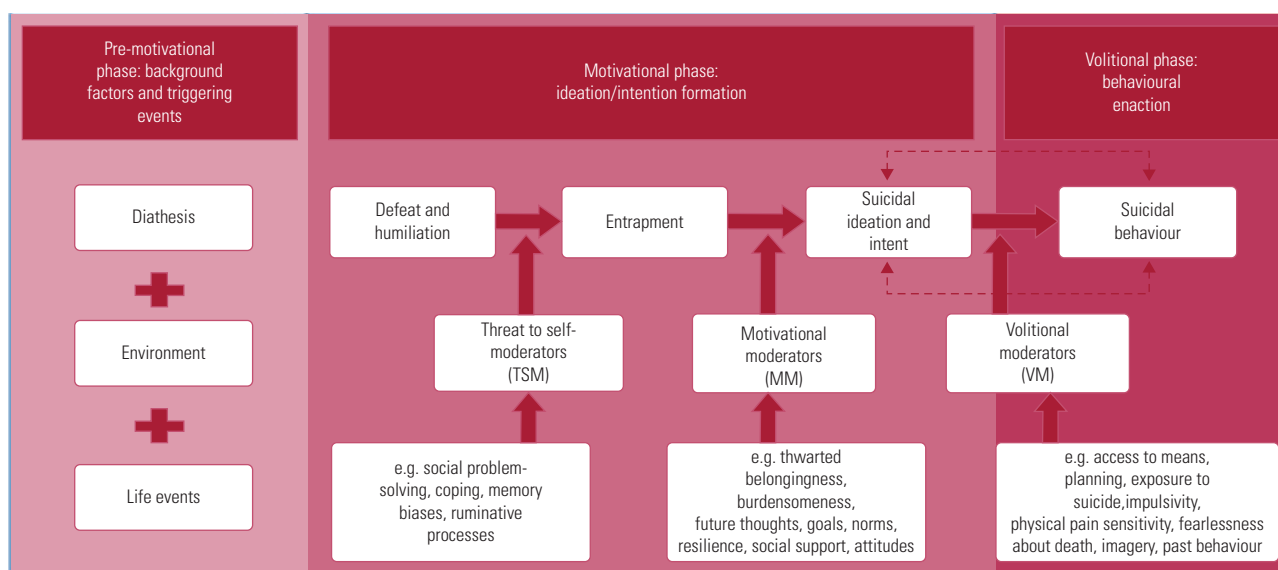 Pre-motivational
phase: background
factors and triggering
events
Motivational phase:
ideation/intention formation
Volitional phase:
behavioural
enaction
Diathesis
Environment
Life events
Defeat and
humiliation
Entrapment
Suicidal
ideation and
intent
Suicidal
behaviour
Threat to self-
moderators
(TSM)
Motivational
moderators
(MM)
Volitional
moderators
(VM)
e.g. social problem-
solving, coping, memory
biases, ruminative
processes
e.g. thwarted
belongingness,
burdensomeness,
future thoughts, goals, norms,
resilience, social support, attitudes
e.g. access to means,
planning, exposure to
suicide,impulsivity,
physical pain sensitivity, fearlessness
about death, imagery, past behaviour